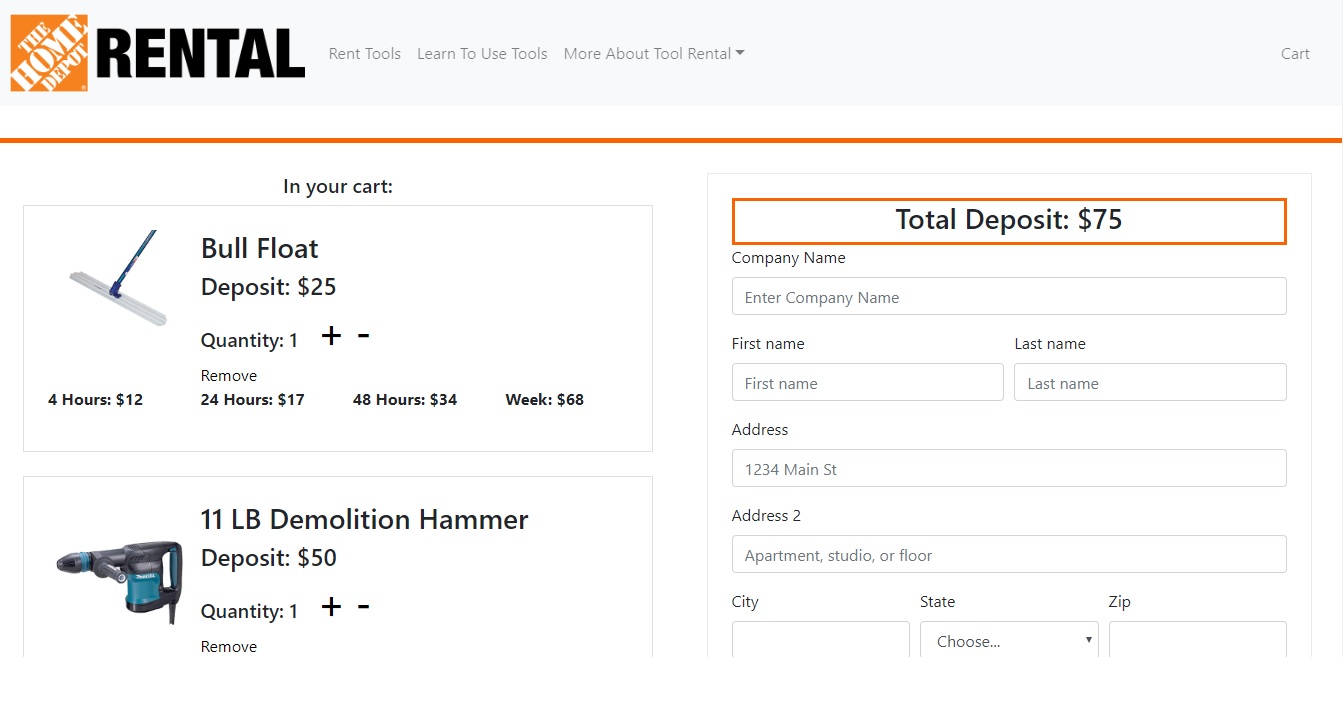 THE HOME DEPOT RENTAL
Rent Tools Learn To Use Tools More About Tool Rental Cart
In your cart:
Bull Float
Deposit: $25
Quantity: 1 + -
Remove
4 Hours: $12 24 Hours: $17 48 Hours: $34 Week: $68
11 LB Demolition Hammer
Deposit: $50
Quantity: 1 + -
Remove
Total Deposit: $75
Company Name
Enter Company Name
First name Last name
First name Last name
Address
1234 Main St
Address 2
Apartment, studio, or floor
City State Zip
Choose...